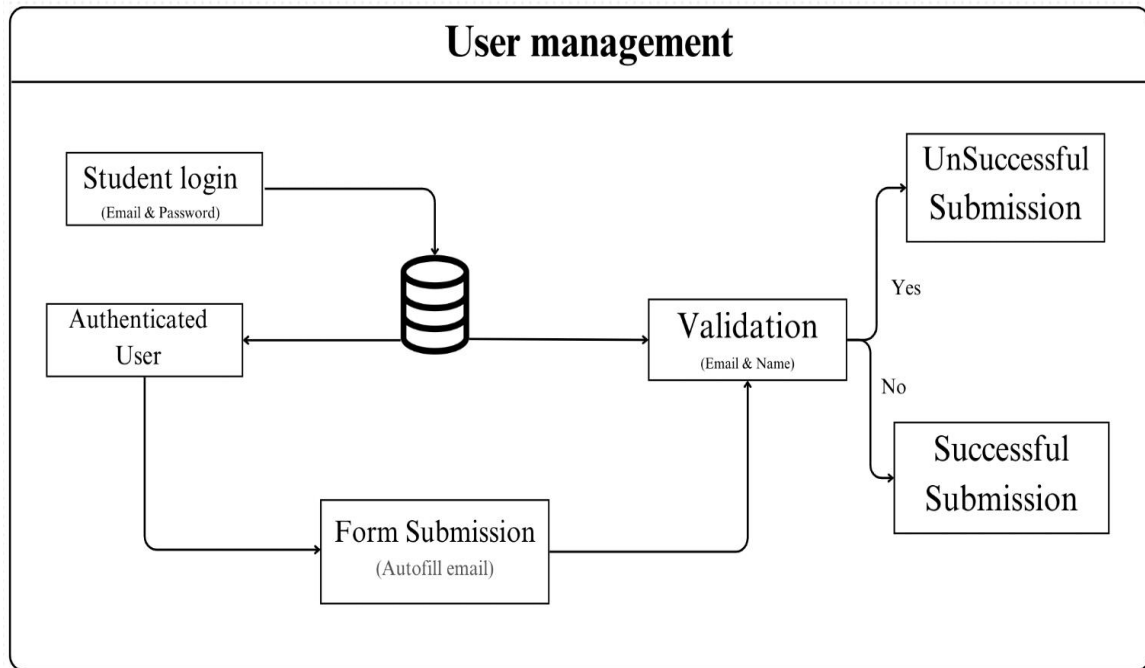 User management
Student login
(Email & Password)
Authenticated
User
Form Submission
(Autofill email)
Validation
(Email & Name)
Yes
No
UnSuccessful
Submission
Successful
Submission